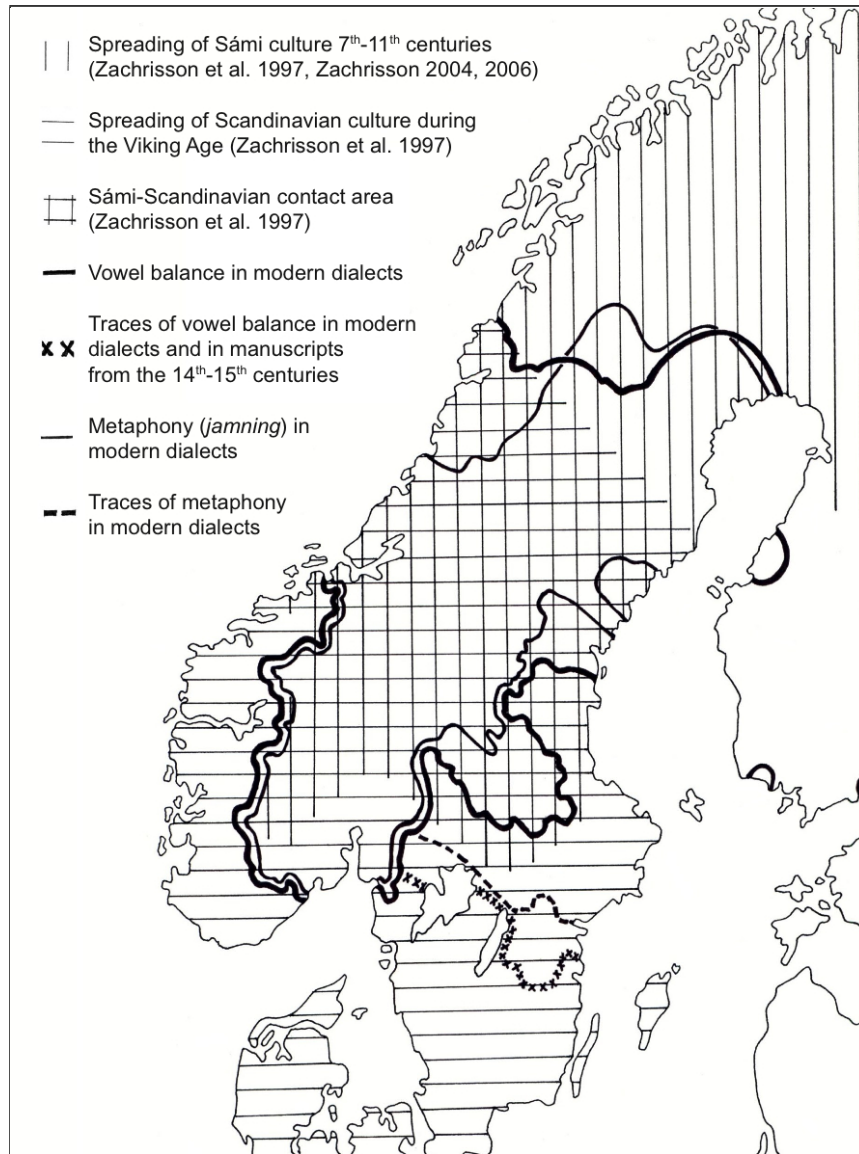 Spreading of Sámi culture 7th-11th centuries
(Zachrisson et al. 1997, Zachrisson 2004, 2006)
Spreading of Scandinavian culture during
the Viking Age (Zachrisson et al. 1997)
Sámi-Scandinavian contact area
(Zachrisson et al. 1997)
Vowel balance in modern dialects
Traces of vowel balance in modern
dialects and in manuscripts
from the 14th-15th centuries
Metaphony (jamning) in
modern dialects
Traces of metaphony
in modern dialects